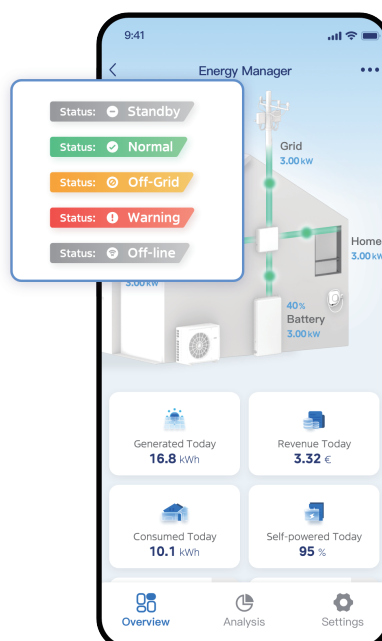 9:41
Energy Manager
Status: Standby
Status: Normal
Status: Off-Grid
Status: Warning
Status: Off-line
Grid
3.00 kW
Home
3.00 kW
3.00 kW
40%
Battery
3.00 kW
Generated Today
16.8 kWh
Revenue Today
3.32 €
Consumed Today
10.1 kWh
Self-powered Today
95 %
Overview
Analysis
Settings